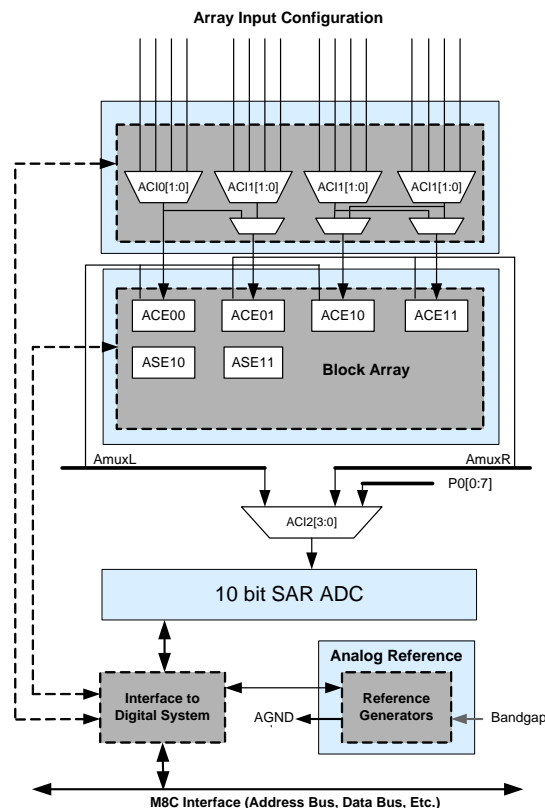 Array Input Configuration
ACI0[1:0]
ACI1[1:0]
ACI1[1:0]
ACI1[1:0]
ACE00
ACE01
ACE10
ACE11
ASE10
ASE11
Block Array
AmuxL
AmuxR
P0[0:7]
ACI2[3:0]
10 bit SAR ADC
Analog Reference
Interface to
Digital System
AGND
Reference
Generators
Bandgap
M8C Interface (Address Bus, Data Bus, Etc.)